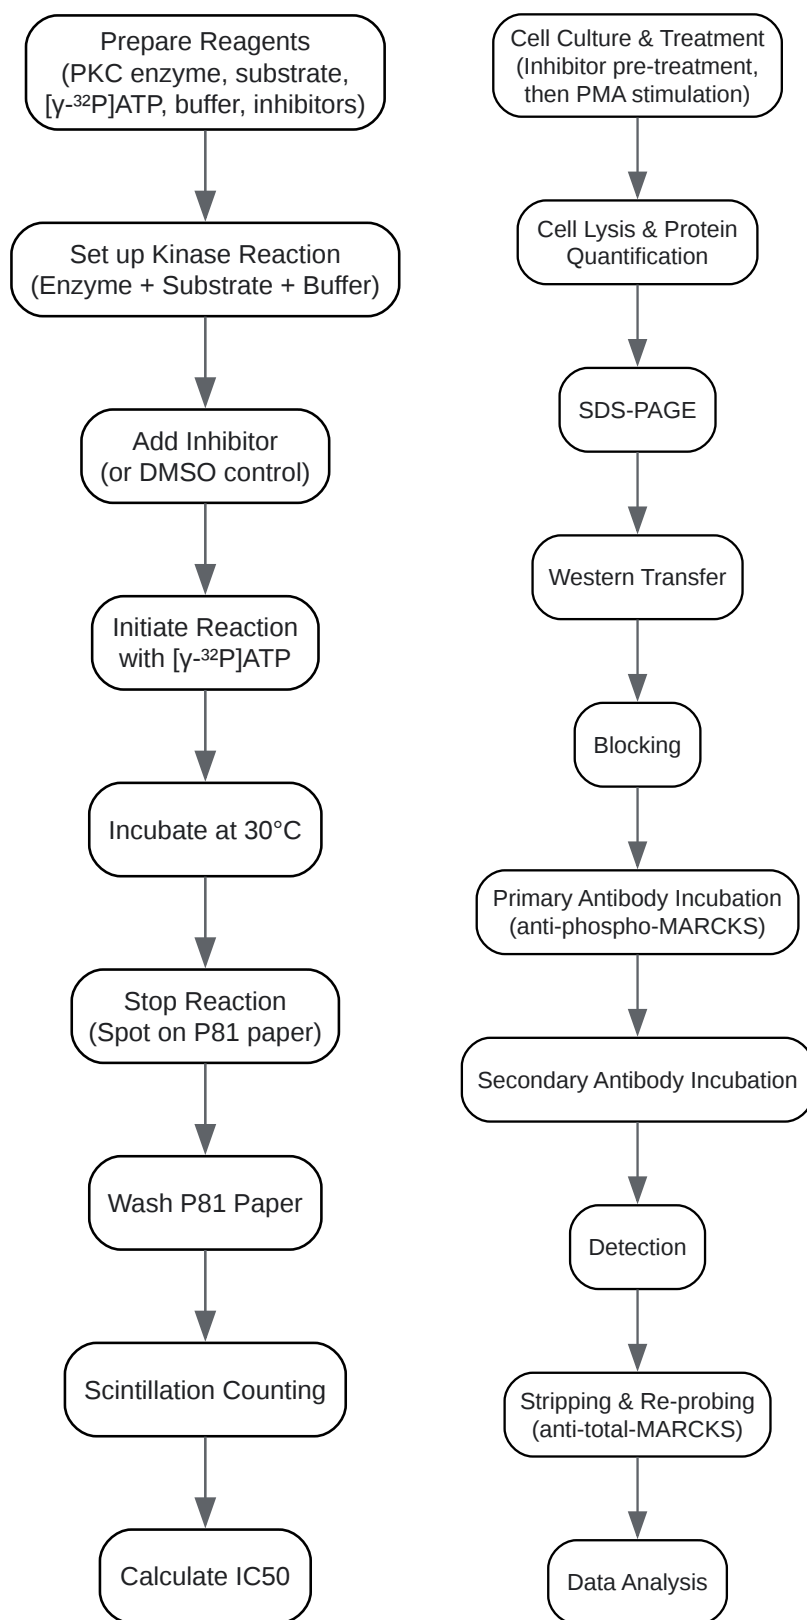 Prepare Reagents
(PKC enzyme, substrate,
[γ-³²P]ATP, buffer, inhibitors)
Set up Kinase Reaction
(Enzyme + Substrate + Buffer)
Add Inhibitor
(or DMSO control)
Initiate Reaction
with [γ-³²P]ATP
Incubate at 30°C
Stop Reaction
(Spot on P81 paper)
Wash P81 Paper
Scintillation Counting
Calculate IC50
Cell Culture & Treatment
(Inhibitor pre-treatment,
then PMA stimulation)
Cell Lysis & Protein
Quantification
SDS-PAGE
Western Transfer
Blocking
Primary Antibody Incubation
(anti-phospho-MARCKS)
Secondary Antibody Incubation
Detection
Stripping & Re-probing
(anti-total-MARCKS)
Data Analysis